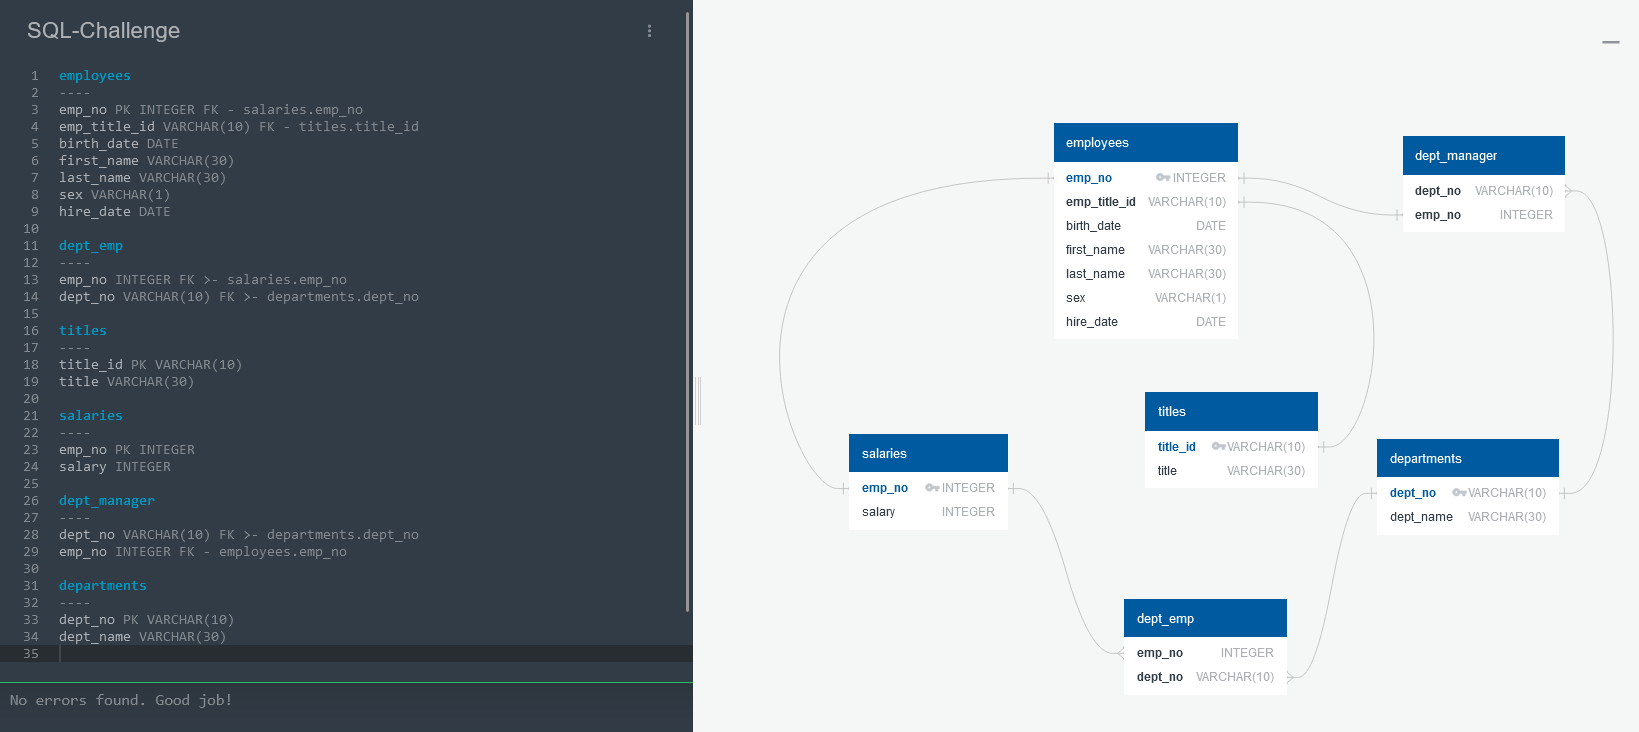 SQL-Challenge
1 employees
2 ----
3 emp_no PK INTEGER FK - salaries.emp_no
4 emp_title_id VARCHAR(10) FK - titles.title_id
5 birth_date DATE
6 first_name VARCHAR(30)
7 last_name VARCHAR(30)
8 sex VARCHAR(1)
9 hire_date DATE
10
11 dept_emp
12 ----
13 emp_no INTEGER FK >- salaries.emp_no
14 dept_no VARCHAR(10) FK >- departments.dept_no
15
16 titles
17 ----
18 title_id PK VARCHAR(10)
19 title VARCHAR(30)
20
21 salaries
22 ----
23 emp_no PK INTEGER
24 salary INTEGER
25
26 dept_manager
27 ----
28 dept_no VARCHAR(10) FK >- departments.dept_no
29 emp_no INTEGER FK - employees.emp_no
30
31 departments
32 ----
33 dept_no PK VARCHAR(10)
34 dept_name VARCHAR(30)
35
No errors found. Good job!
employees
emp_no INTEGER
emp_title_id VARCHAR(10)
birth_date DATE
first_name VARCHAR(30)
last_name VARCHAR(30)
sex VARCHAR(1)
hire_date DATE
dept_manager
dept_no VARCHAR(10)
emp_no INTEGER
titles
title_id VARCHAR(10)
title VARCHAR(30)
salaries
emp_no INTEGER
salary INTEGER
departments
dept_no VARCHAR(10)
dept_name VARCHAR(30)
dept_emp
emp_no INTEGER
dept_no VARCHAR(10)